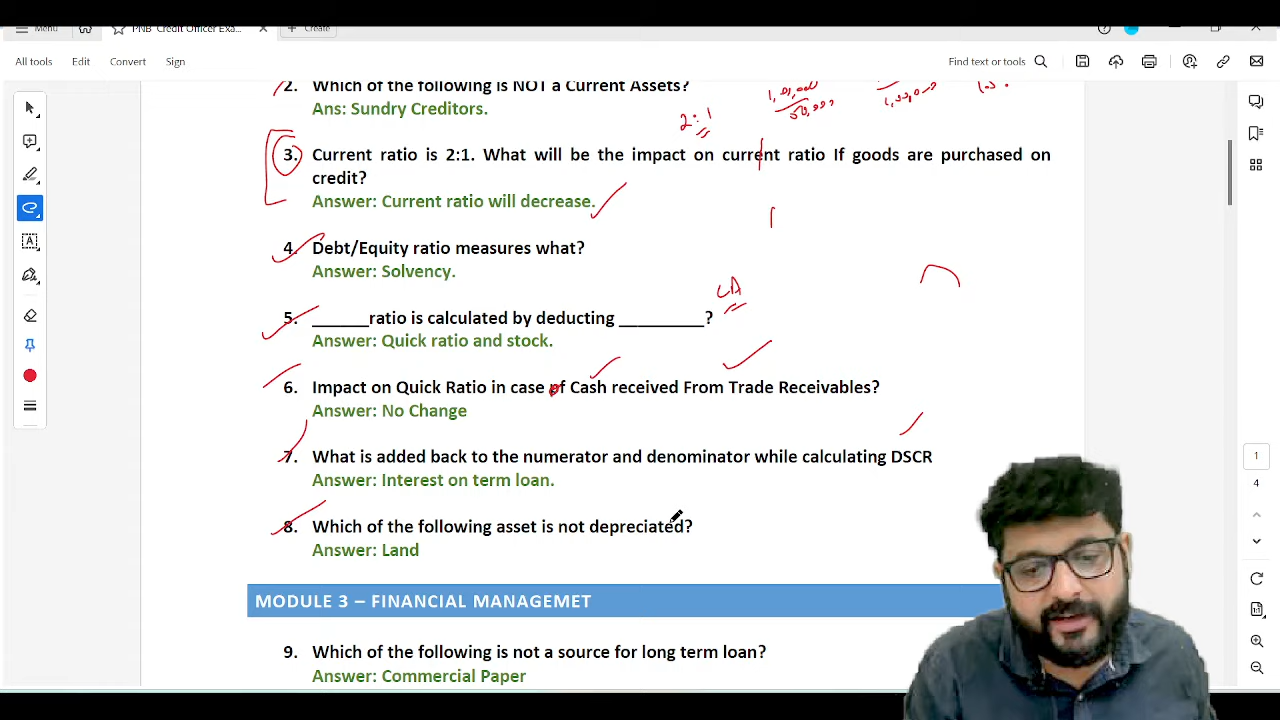 Menu
PNB Credit Officer Exa...
Create
All tools Edit Convert Sign
Find text or tools
2. Which of the following is NOT a Current Assets?
Ans: Sundry Creditors.
2:1
3. Current ratio is 2:1. What will be the impact on current ratio If goods are purchased on
credit?
Answer: Current ratio will decrease.
4. Debt/Equity ratio measures what?
Answer: Solvency.
CA
5. ______ratio is calculated by deducting _________?
Answer: Quick ratio and stock.
6. Impact on Quick Ratio in case of Cash received From Trade Receivables?
Answer: No Change
7. What is added back to the numerator and denominator while calculating DSCR
Answer: Interest on term loan.
8. Which of the following asset is not depreciated?
Answer: Land
MODULE 3 – FINANCIAL MANAGEMET
9. Which of the following is not a source for long term loan?
Answer: Commercial Paper
1
4